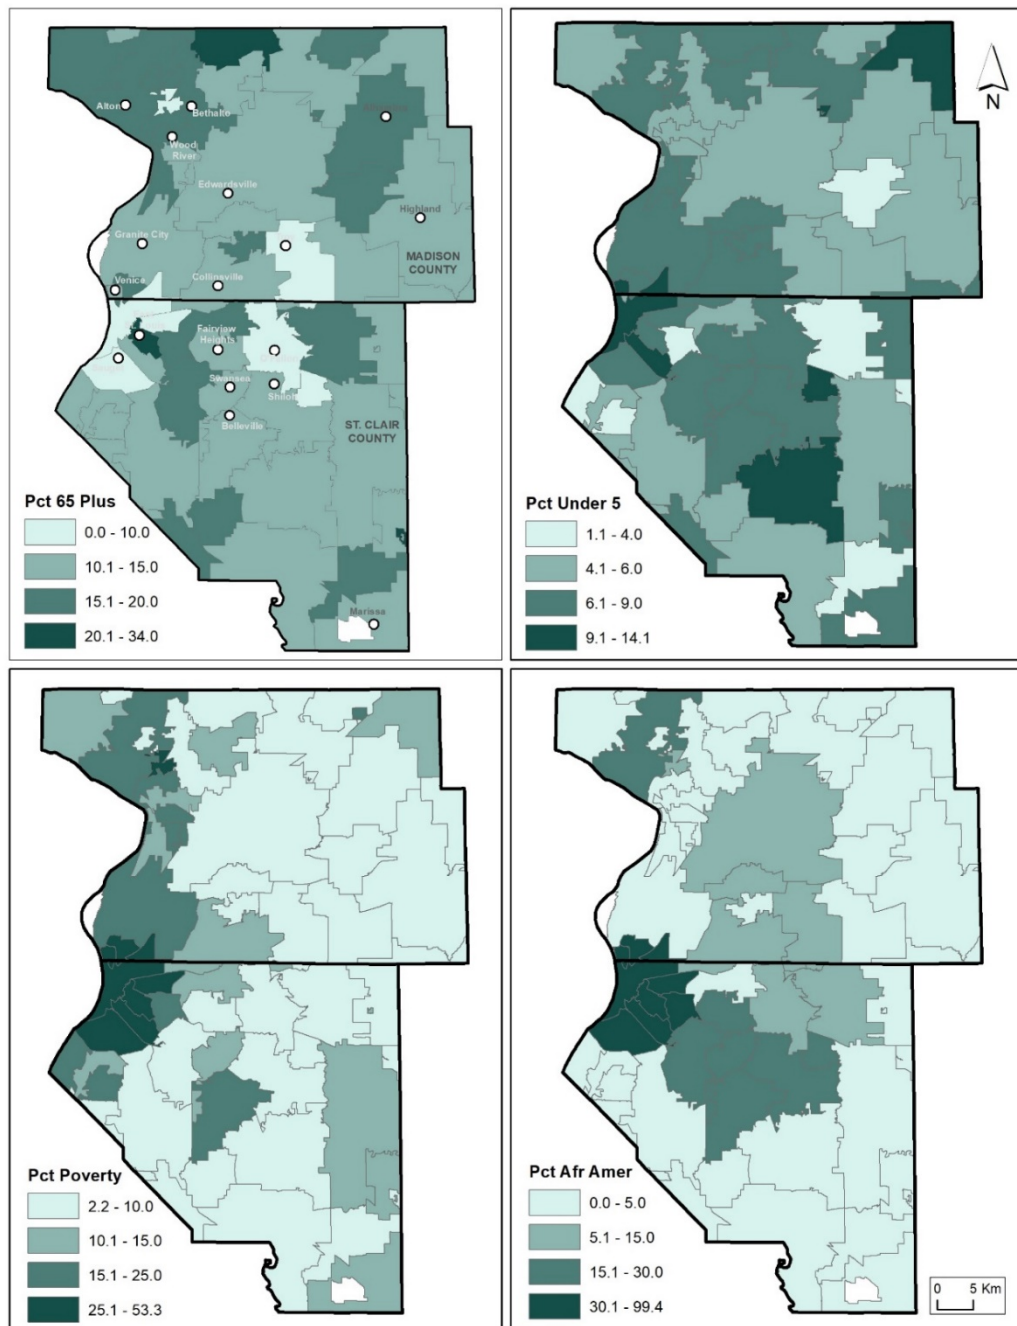 Alton
Bethalto
Wood
River
Edwardsville
Highland
Granite City
MADISON
COUNTY
Venice
Collinsville
Fairview
Heights
Swansea
Shiloh
Belleville
ST. CLAIR
COUNTY
Marissa
Pct 65 Plus
0.0 - 10.0
10.1 - 15.0
15.1 - 20.0
20.1 - 34.0
N
Pct Under 5
1.1 - 4.0
4.1 - 6.0
6.1 - 9.0
9.1 - 14.1
Pct Poverty
2.2 - 10.0
10.1 - 15.0
15.1 - 25.0
25.1 - 53.3
Pct Afr Amer
0.0 - 5.0
5.1 - 15.0
15.1 - 30.0
30.1 - 99.4
0 5 Km